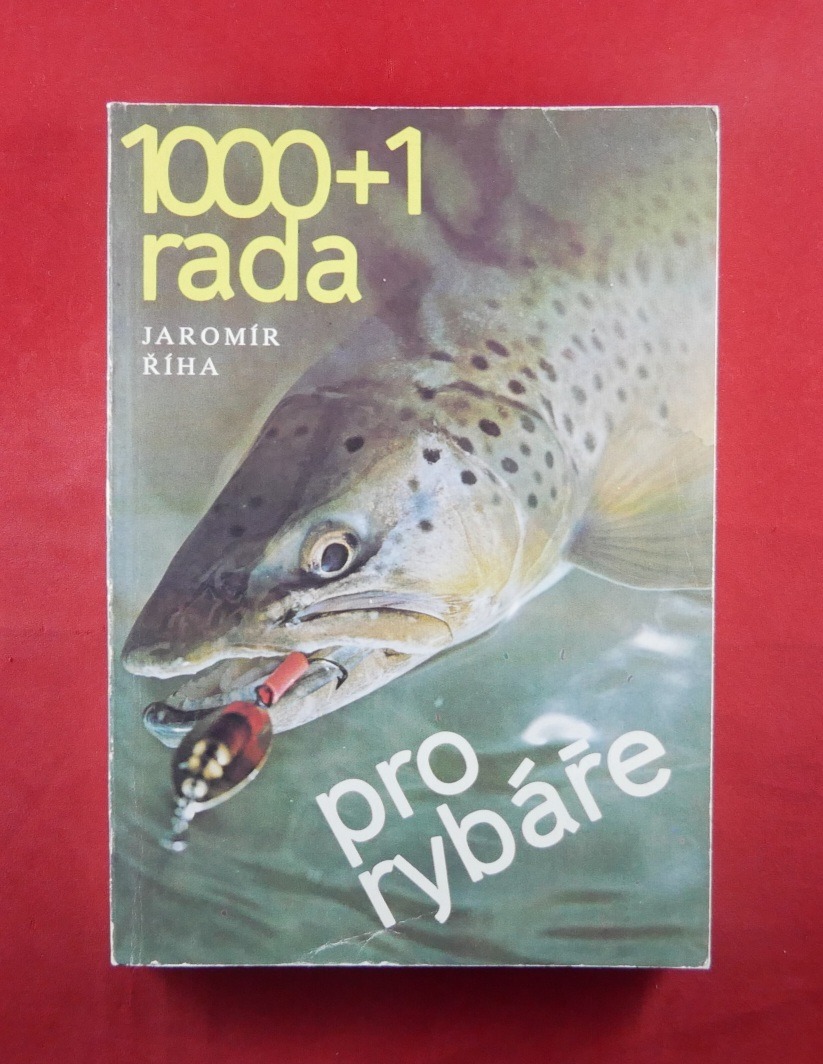 1000+1
rada
JAROMÍR
ŘÍHA
pro
rybáře